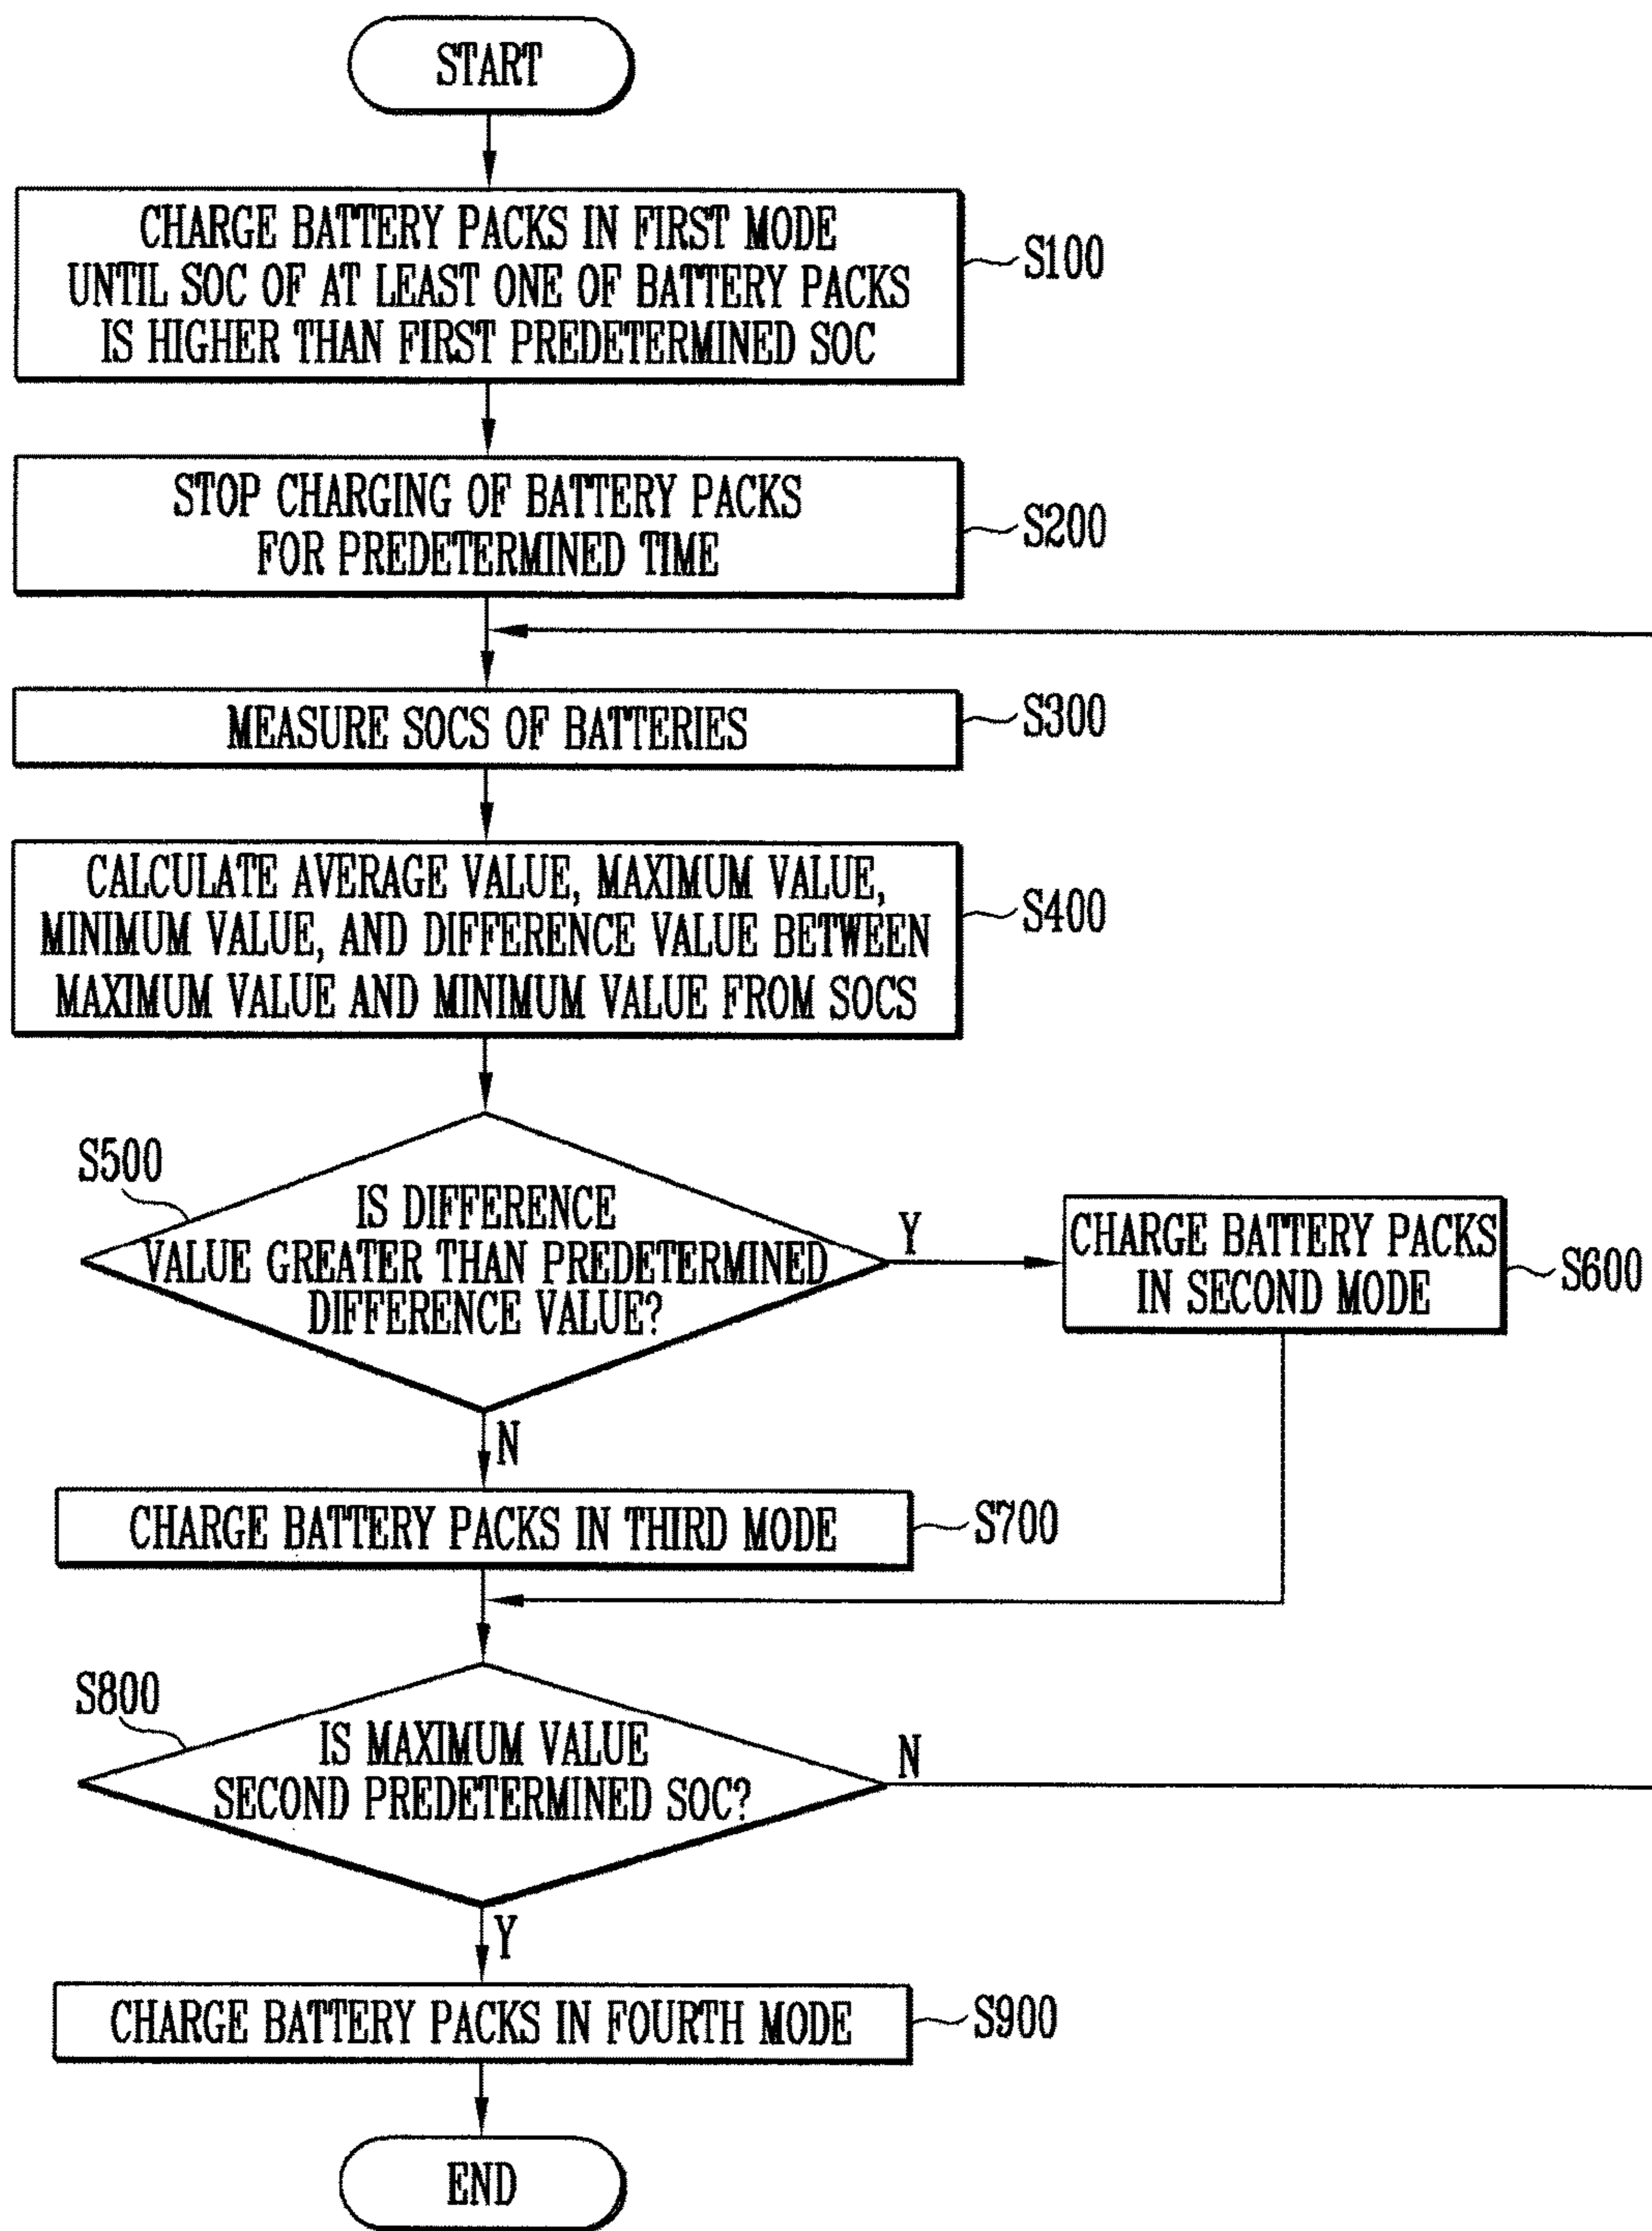 START
CHARGE BATTERY PACKS IN FIRST MODE
UNTIL SOC OF AT LEAST ONE OF BATTERY PACKS
IS HIGHER THAN FIRST PREDETERMINED SOC
S100
STOP CHARGING OF BATTERY PACKS
FOR PREDETERMINED TIME
S200
MEASURE SOCS OF BATTERIES
S300
CALCULATE AVERAGE VALUE, MAXIMUM VALUE,
MINIMUM VALUE, AND DIFFERENCE VALUE BETWEEN
MAXIMUM VALUE AND MINIMUM VALUE FROM SOCS
S400
S500
IS DIFFERENCE
VALUE GREATER THAN PREDETERMINED
DIFFERENCE VALUE?
Y
CHARGE BATTERY PACKS
IN SECOND MODE
S600
N
CHARGE BATTERY PACKS IN THIRD MODE
S700
S800
IS MAXIMUM VALUE
SECOND PREDETERMINED SOC?
N
Y
CHARGE BATTERY PACKS IN FOURTH MODE
S900
END